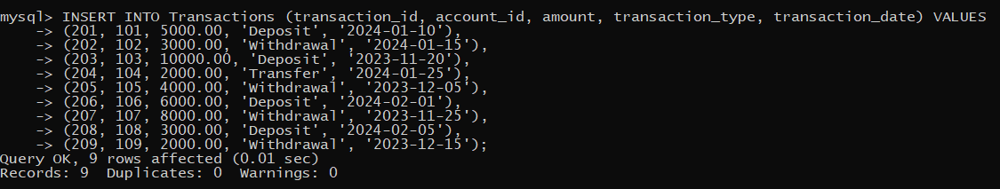 mysql> INSERT INTO Transactions (transaction_id, account_id, amount, transaction_type, transaction_date) VALUES
    -> (201, 101, 5000.00, 'Deposit', '2024-01-10'),
    -> (202, 102, 3000.00, 'Withdrawal', '2024-01-15'),
    -> (203, 103, 10000.00, 'Deposit', '2023-11-20'),
    -> (204, 104, 2000.00, 'Transfer', '2024-01-25'),
    -> (205, 105, 4000.00, 'Withdrawal', '2023-12-05'),
    -> (206, 106, 6000.00, 'Deposit', '2024-02-01'),
    -> (207, 107, 8000.00, 'Withdrawal', '2023-11-25'),
    -> (208, 108, 3000.00, 'Deposit', '2024-02-05'),
    -> (209, 109, 2000.00, 'Withdrawal', '2023-12-15');
Query OK, 9 rows affected (0.01 sec)
Records: 9  Duplicates: 0  Warnings: 0